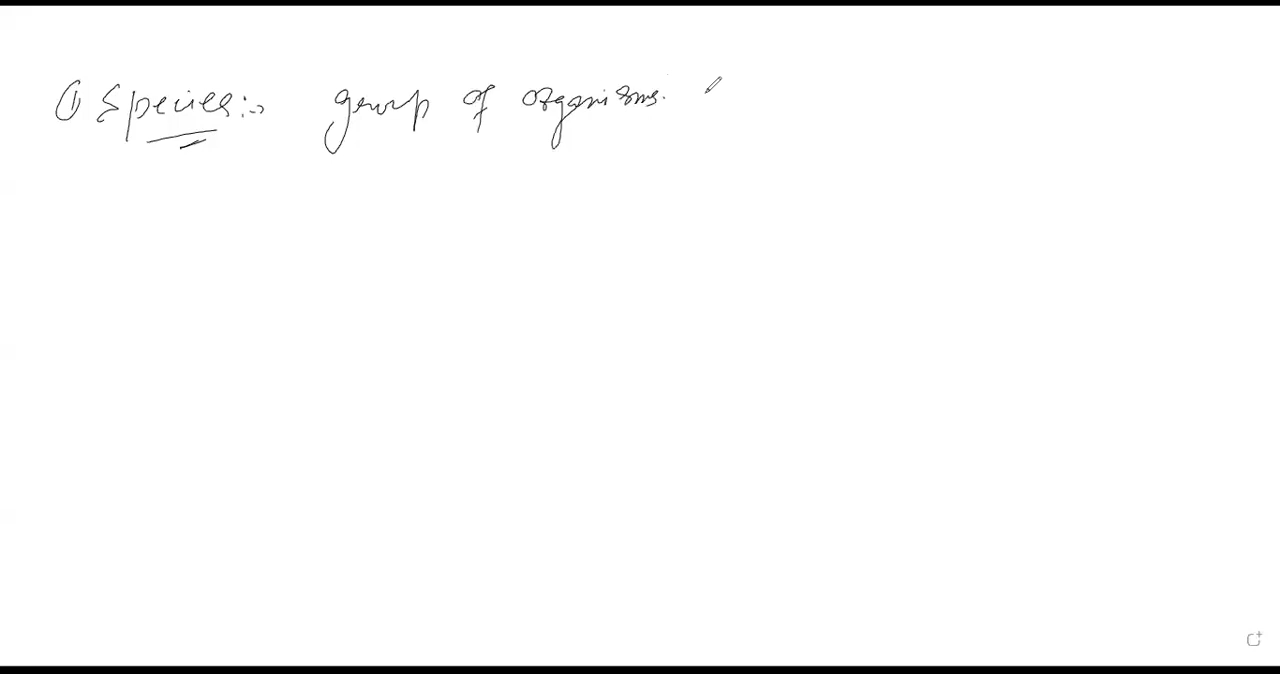 ① Species:- group of organisms.